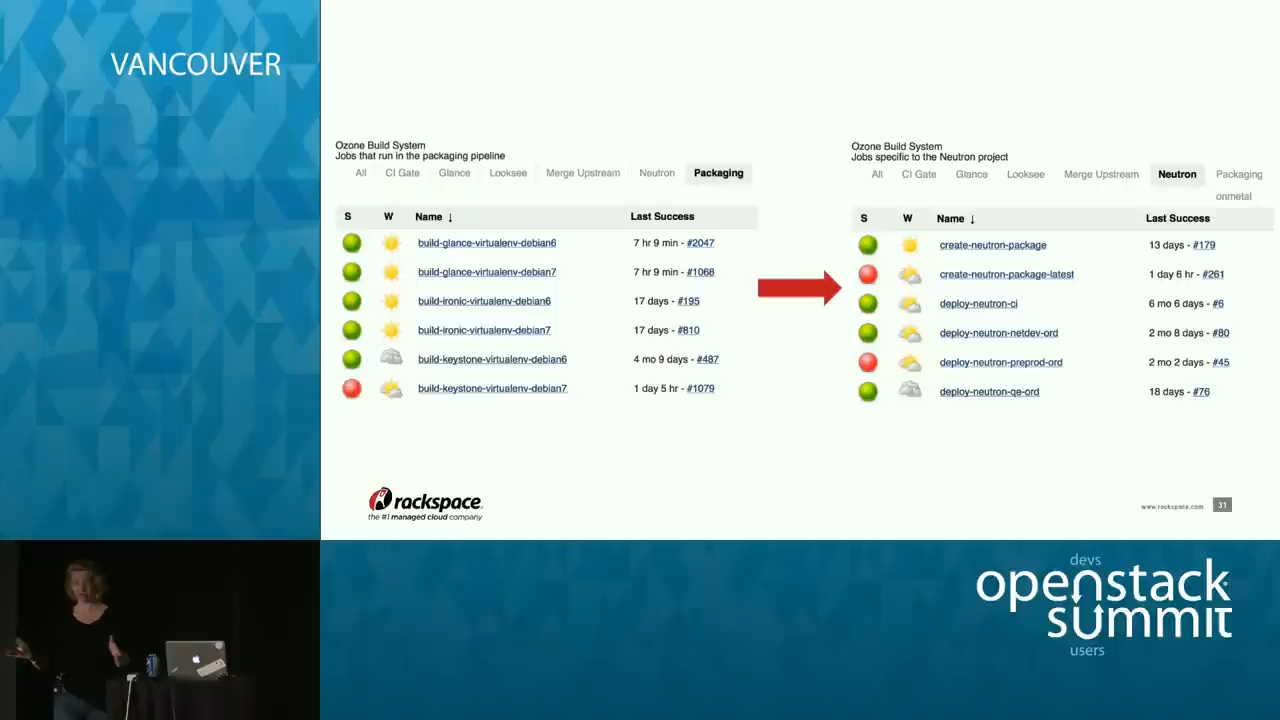 VANCOUVER
Ozone Build System
Jobs that run in the packaging pipeline
All CI Gate Glance Looksee Merge Upstream Neutron Packaging
S W Name ↓ Last Success
build-glance-virtualenv-debian6 7 hr 9 min - #2047
build-glance-virtualenv-debian7 7 hr 9 min - #1068
build-ironic-virtualenv-debian6 17 days - #195
build-ironic-virtualenv-debian7 17 days - #810
build-keystone-virtualenv-debian6 4 mo 9 days - #487
build-keystone-virtualenv-debian7 1 day 5 hr - #1079
Ozone Build System
Jobs specific to the Neutron project
All CI Gate Glance Looksee Merge Upstream Neutron Packaging
onmetal
S W Name ↓ Last Success
create-neutron-package 13 days - #179
create-neutron-package-latest 1 day 6 hr - #261
deploy-neutron-ci 6 mo 6 days - #6
deploy-neutron-netdev-ord 2 mo 8 days - #80
deploy-neutron-preprod-ord 2 mo 2 days - #45
deploy-neutron-qe-ord 18 days - #76
rackspace
the #1 managed cloud company
www.rackspace.com 31
devs
openstack
summit
users